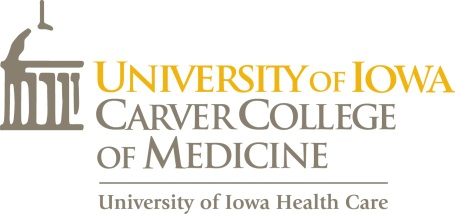 UNIVERSITY OF IOWA
CARVER COLLEGE
OF MEDICINE
University of Iowa Health Care